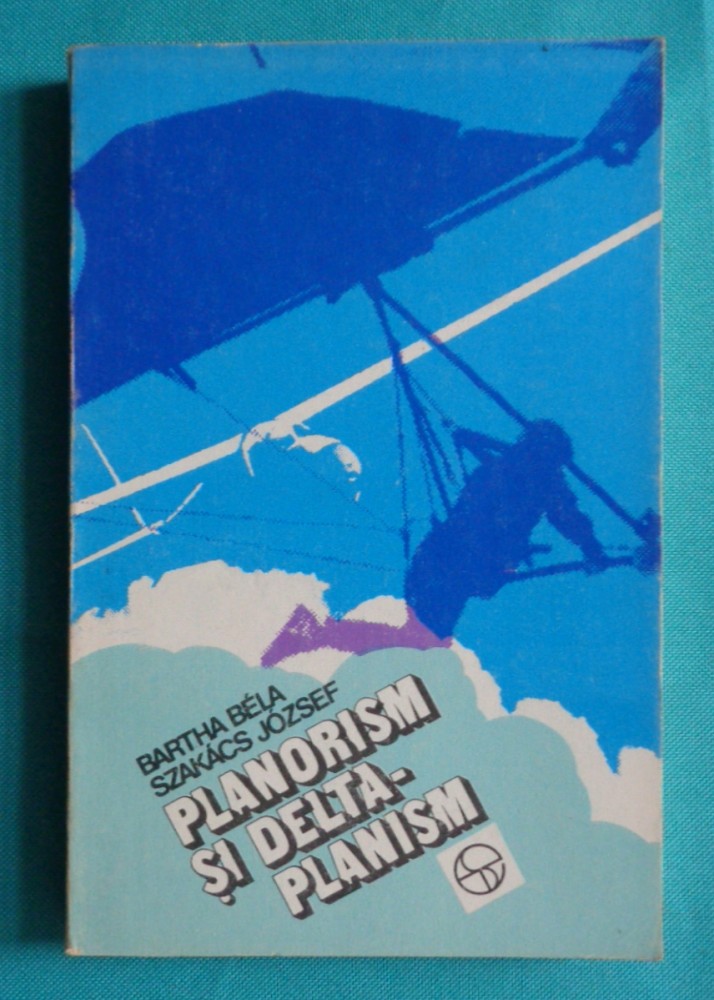 BARTHA BÉLA
SZAKÁCS JÓZSEF
PLANORISM
ȘI DELTA-
PLANISM